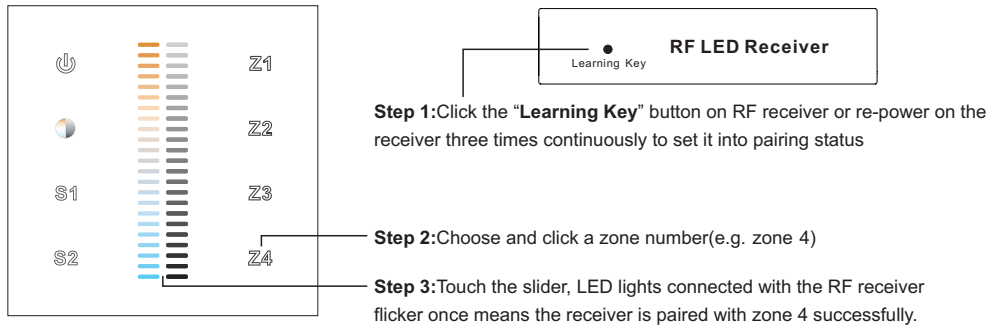 Z1
Z2
S1
Z3
S2
Z4
RF LED Receiver
Learning Key
Step 1:Click the “Learning Key” button on RF receiver or re-power on the
receiver three times continuously to set it into pairing status
Step 2:Choose and click a zone number(e.g. zone 4)
Step 3:Touch the slider, LED lights connected with the RF receiver
flicker once means the receiver is paired with zone 4 successfully.